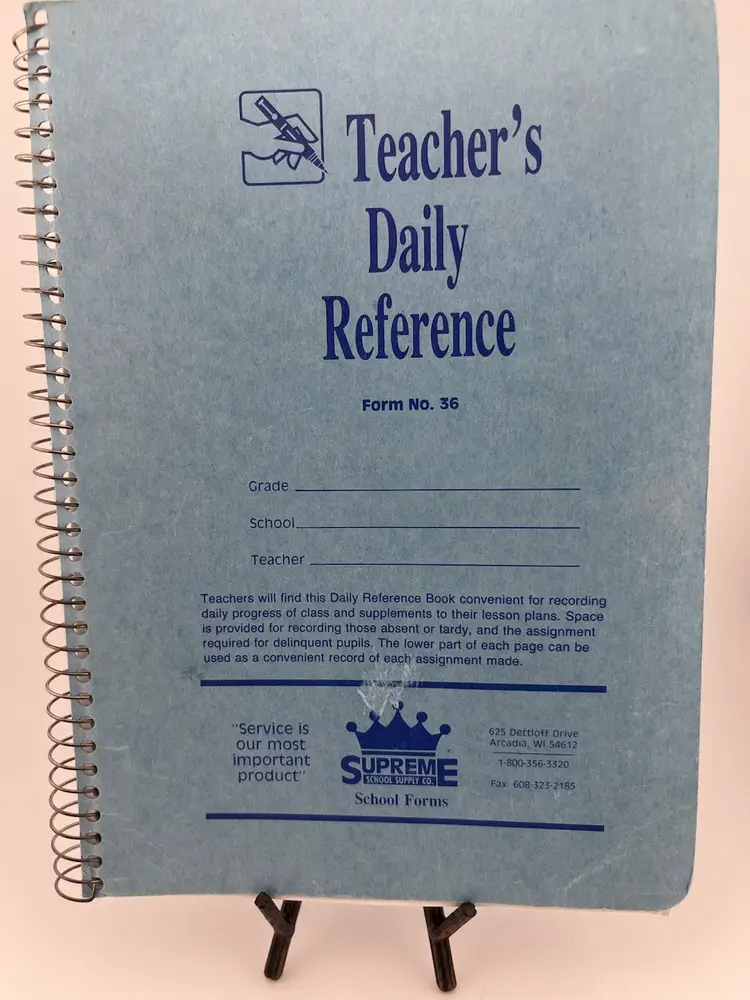 Teacher's
Daily
Reference
Form No. 36
Grade
School
Teacher
Teachers will find this Daily Reference Book convenient for recording
daily progress of class and supplements to their lesson plans. Space
is provided for recording those absent or tardy, and the assignment
required for delinquent pupils. The lower part of each page can be
used as a convenient record of each assignment made.
"Service is
our most
important
product"
SUPREME
SCHOOL SUPPLY CO.
School Forms
625 Dettloff Drive
Arcadia, WI 54612
1-800-356-3320
Fax 608-323-2185